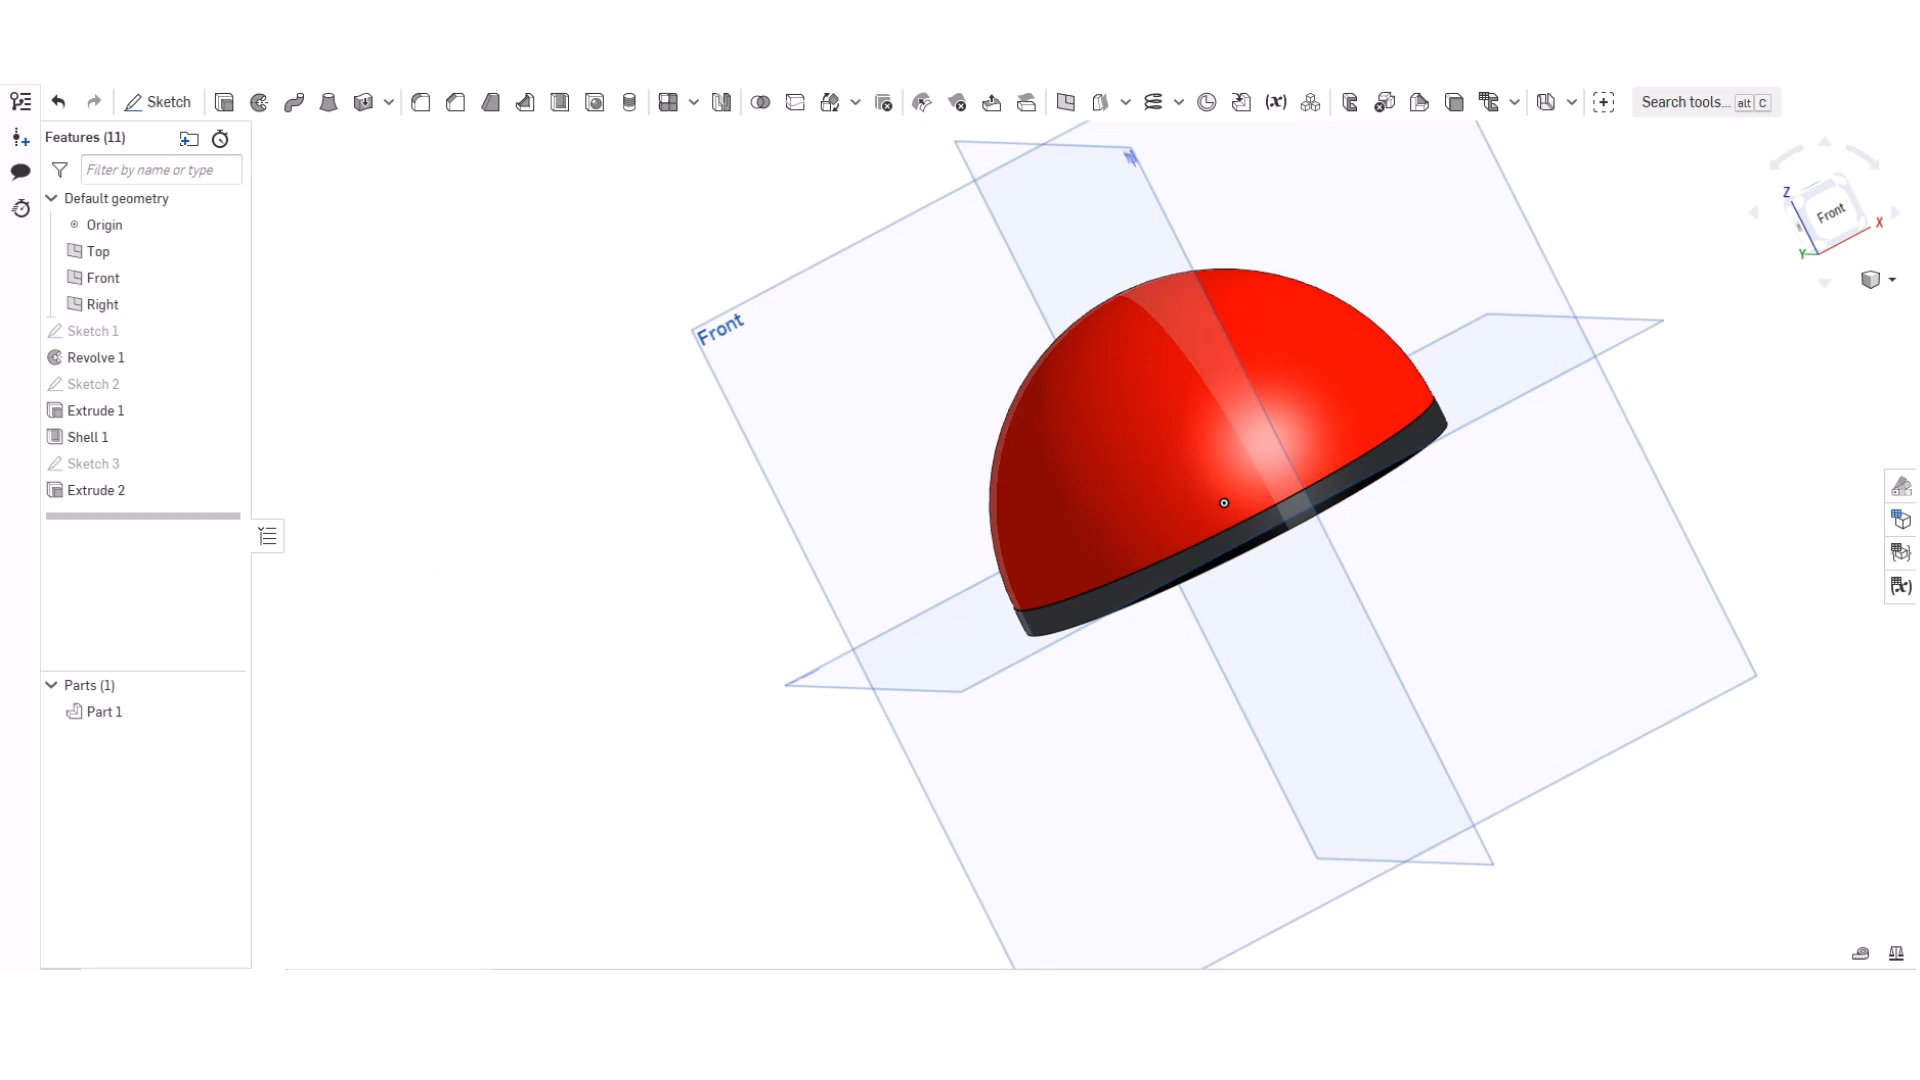 Sketch
Search tools... alt C
Features (11)
Filter by name or type
Default geometry
Origin
Top
Front
Right
Sketch 1
Revolve 1
Sketch 2
Extrude 1
Shell 1
Sketch 3
Extrude 2
Parts (1)
Part 1
Front
Z
Front
X
Y
(x)
(x)